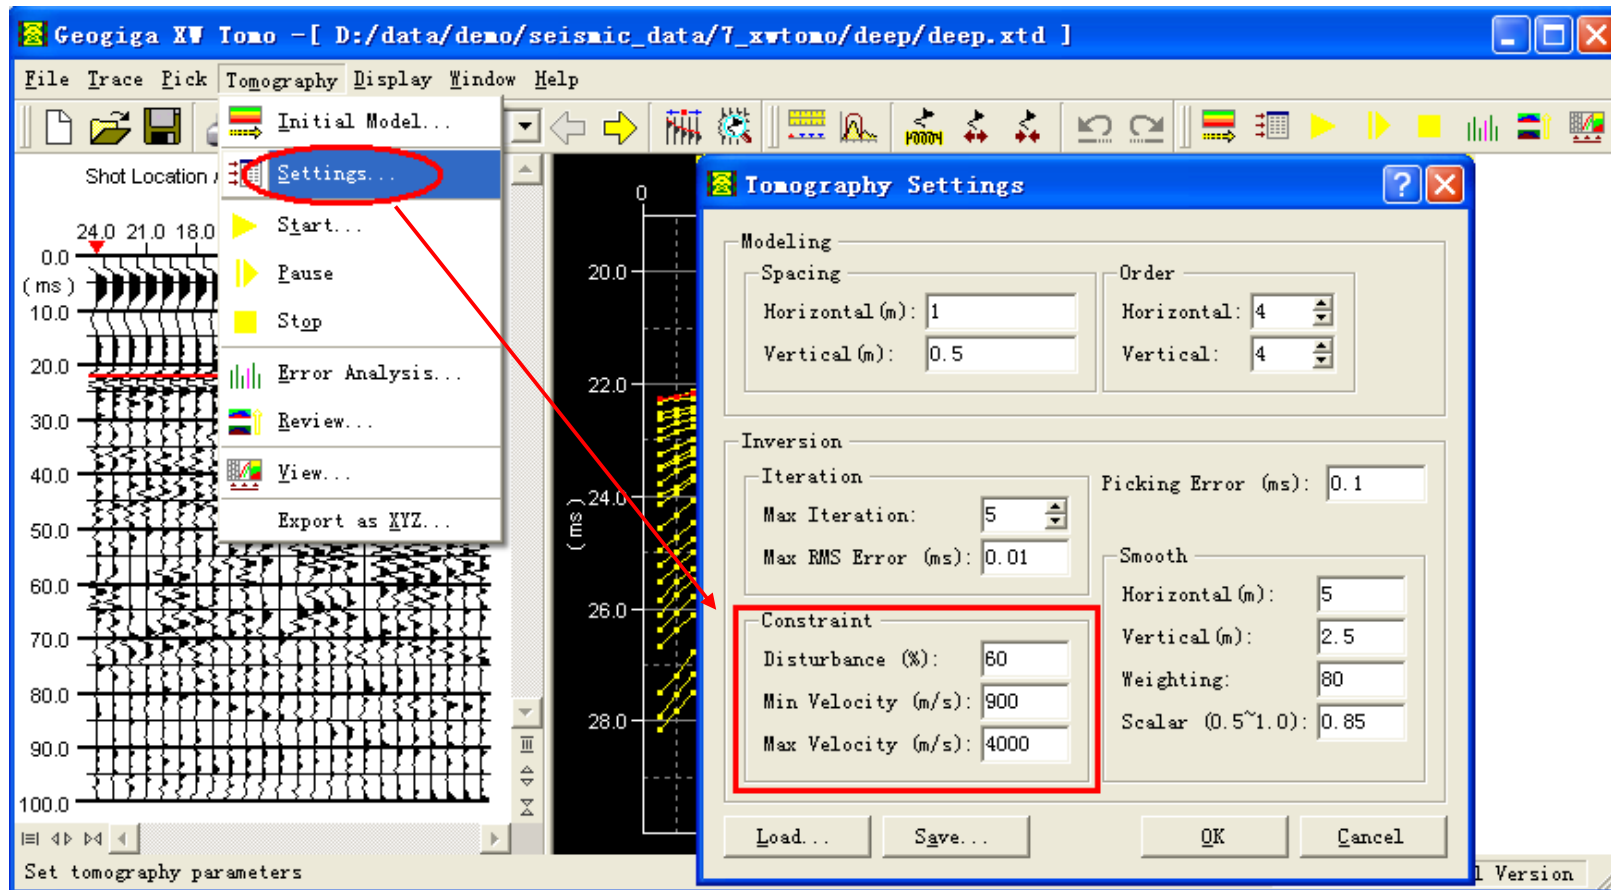 Geogiga XW Tomo -[ D:/data/demo/seismic_data/7_xwtomo/deep/deep.xtd ]
File Trace Pick Tomography Display Window Help
Initial Model...
Settings...
Start...
Pause
Stop
Error Analysis...
Review...
View...
Export as XYZ...
Shot Location
24.0 21.0 18.0
0.0
(ms)
10.0
20.0
30.0
40.0
50.0
60.0
70.0
80.0
90.0
100.0
0
20.0
22.0
24.0
(ms)
26.0
28.0
Tomography Settings
Modeling
Spacing
Horizontal(m): 1
Vertical(m): 0.5
Order
Horizontal: 4
Vertical: 4
Inversion
Iteration
Max Iteration: 5
Max RMS Error (ms): 0.01
Picking Error (ms): 0.1
Constraint
Disturbance (%): 60
Min Velocity (m/s): 900
Max Velocity (m/s): 4000
Smooth
Horizontal(m): 5
Vertical(m): 2.5
Weighting: 80
Scalar (0.5~1.0): 0.85
Load... Save... OK Cancel
Set tomography parameters
Version